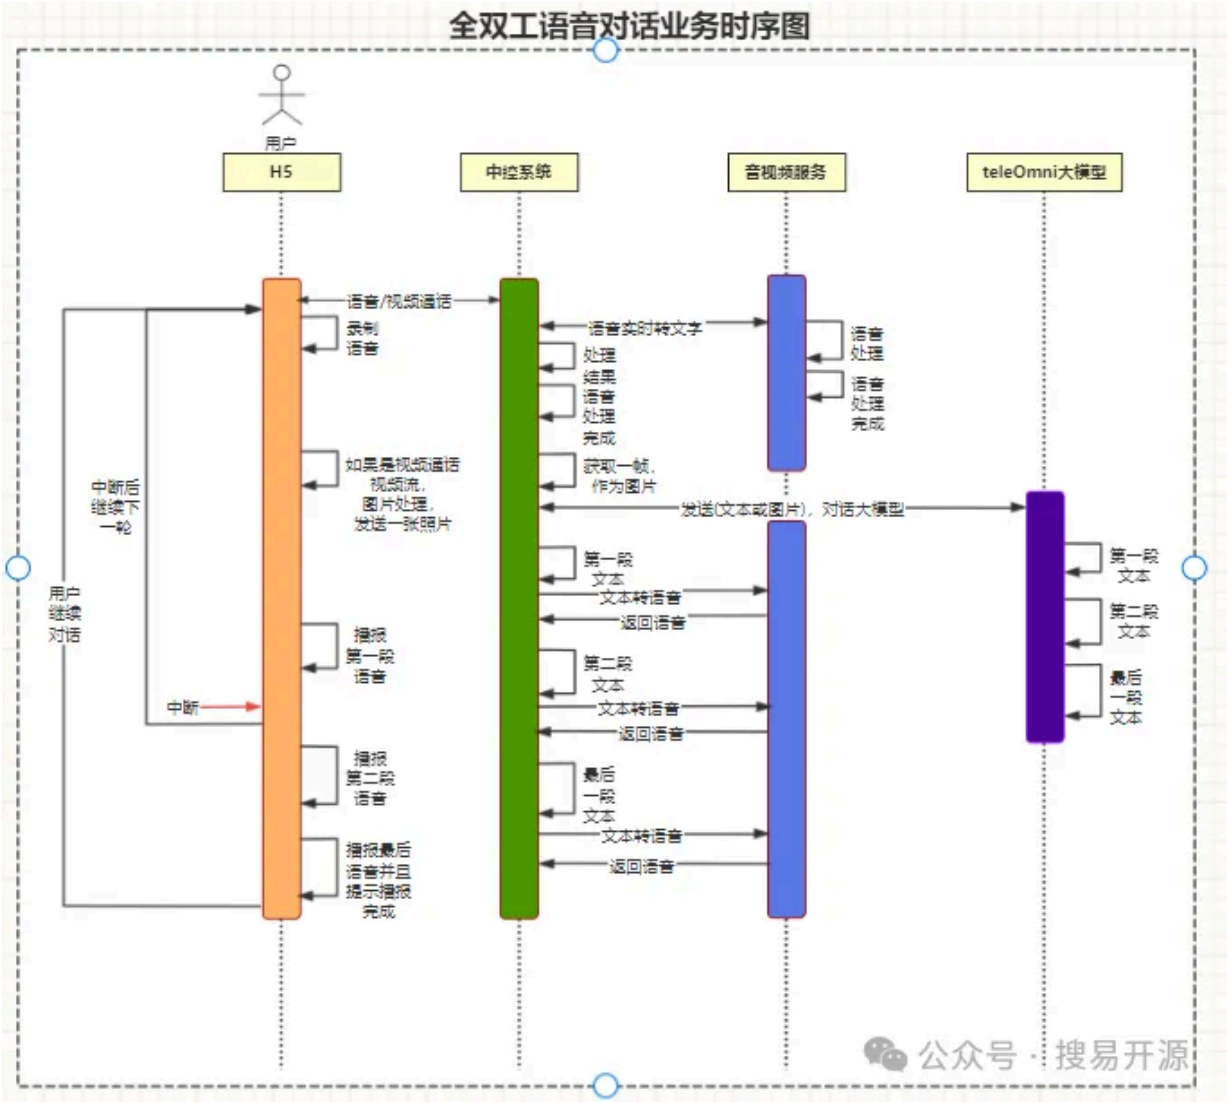 全双工语音对话业务时序图
用户
H5
中控系统
音视频服务
teleOmni大模型
语音/视频通话
录制
语音
语音实时转文字
语音
处理
处理
结果
语音
处理
完成
语音
处理
完成
如果是视频通话
视频流,
图片处理,
发送一张照片
获取一帧,
作为图片
中断后
继续下
一轮
发送(文本或图片),对话大模型
第一段
文本
第一段
文本
文本转语音
返回语音
用户
继续
对话
第二段
文本
播报
第一段
语音
第二段
文本
最后
一段
文本
中断
文本转语音
返回语音
播报
第二段
语音
最后
一段
文本
文本转语音
返回语音
播报最后
语音并且
提示播报
完成
公众号 · 搜易开源